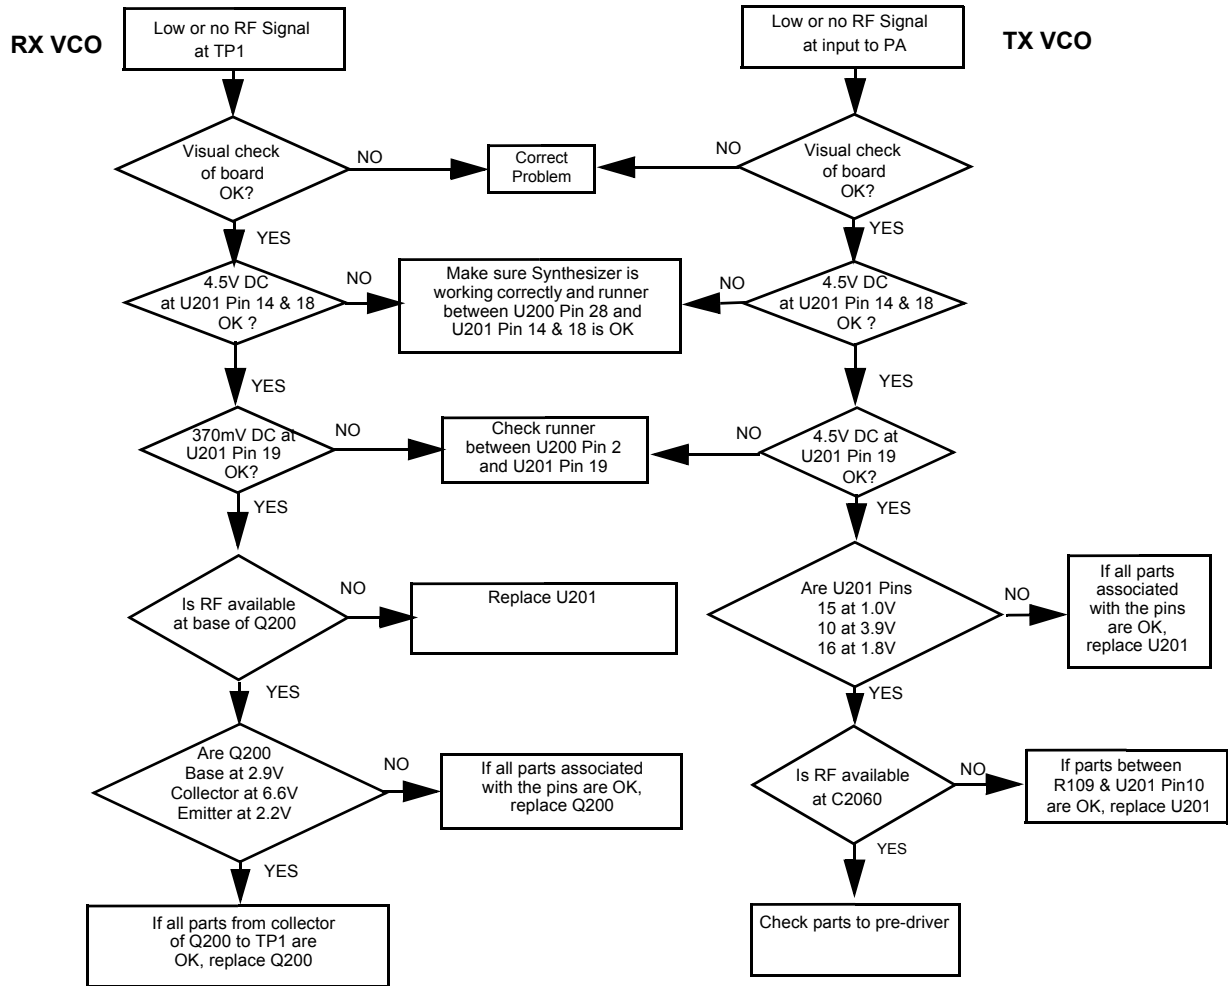 RX VCO
Low or no RF Signal
at TP1
Low or no RF Signal
at input to PA
TX VCO
Visual check
of board
OK?
NO
Correct
Problem
NO
Visual check
of board
OK?
YES
YES
4.5V DC
at U201 Pin 14 & 18
OK ?
NO
Make sure Synthesizer is
working correctly and runner
between U200 Pin 28 and
U201 Pin 14 & 18 is OK
NO
4.5V DC
at U201 Pin 14 & 18
OK ?
YES
YES
370mV DC at
U201 Pin 19
OK?
NO
Check runner
between U200 Pin 2
and U201 Pin 19
NO
4.5V DC at
U201 Pin 19
OK?
YES
YES
Is RF available
at base of Q200
NO
Replace U201
Are U201 Pins
15 at 1.0V
10 at 3.9V
16 at 1.8V
NO
If all parts
associated
with the pins
are OK,
replace U201
YES
YES
Are Q200
Base at 2.9V
Collector at 6.6V
Emitter at 2.2V
NO
If all parts associated
with the pins are OK,
replace Q200
Is RF available
at C2060
NO
If parts between
R109 & U201 Pin10
are OK, replace U201
YES
YES
If all parts from collector
of Q200 to TP1 are
OK, replace Q200
Check parts to pre-driver